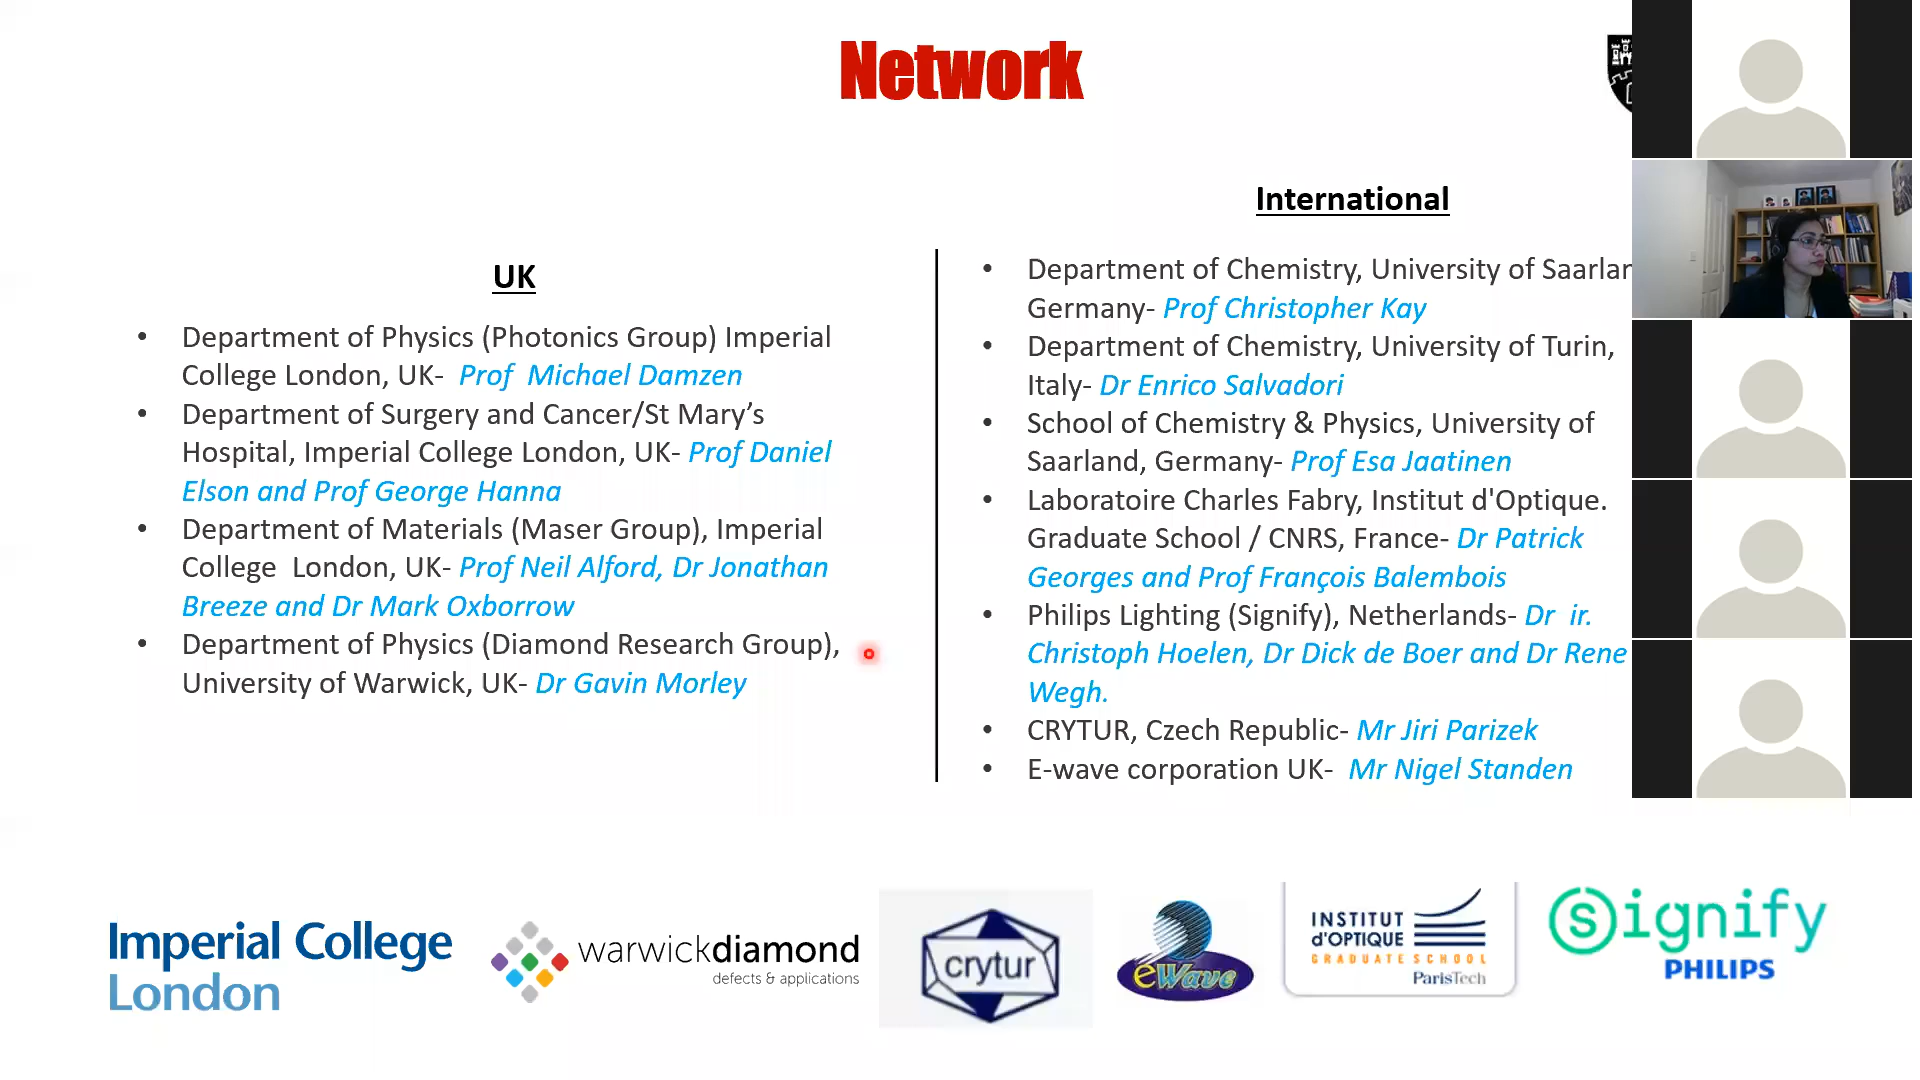 Network
UK
• Department of Physics (Photonics Group) Imperial
College London, UK- Prof Michael Damzen
• Department of Surgery and Cancer/St Mary’s
Hospital, Imperial College London, UK- Prof Daniel
Elson and Prof George Hanna
• Department of Materials (Maser Group), Imperial
College London, UK- Prof Neil Alford, Dr Jonathan
Breeze and Dr Mark Oxborrow
• Department of Physics (Diamond Research Group),
University of Warwick, UK- Dr Gavin Morley
International
• Department of Chemistry, University of
Germany- Prof Christopher Kay
• Department of Chemistry, University of Turin,
Italy- Dr Enrico Salvadori
• School of Chemistry & Physics, University of
Saarland, Germany- Prof Esa Jaatinen
• Laboratoire Charles Fabry, Institut d'Optique.
Graduate School / CNRS, France- Dr Patrick
Georges and Prof François Balembois
• Philips Lighting (Signify), Netherlands- Dr ir.
Christoph Hoelen, Dr Dick de Boer and Dr Rene
Wegh.
• CRYTUR, Czech Republic- Mr Jiri Parizek
• E-wave corporation UK- Mr Nigel Standen
Imperial College
London
warwickdiamond
defects & applications
crytur
eWave
INSTITUT
d'OPTIQUE
GRADUATE SCHOOL
ParisTech
Signify
PHILIPS